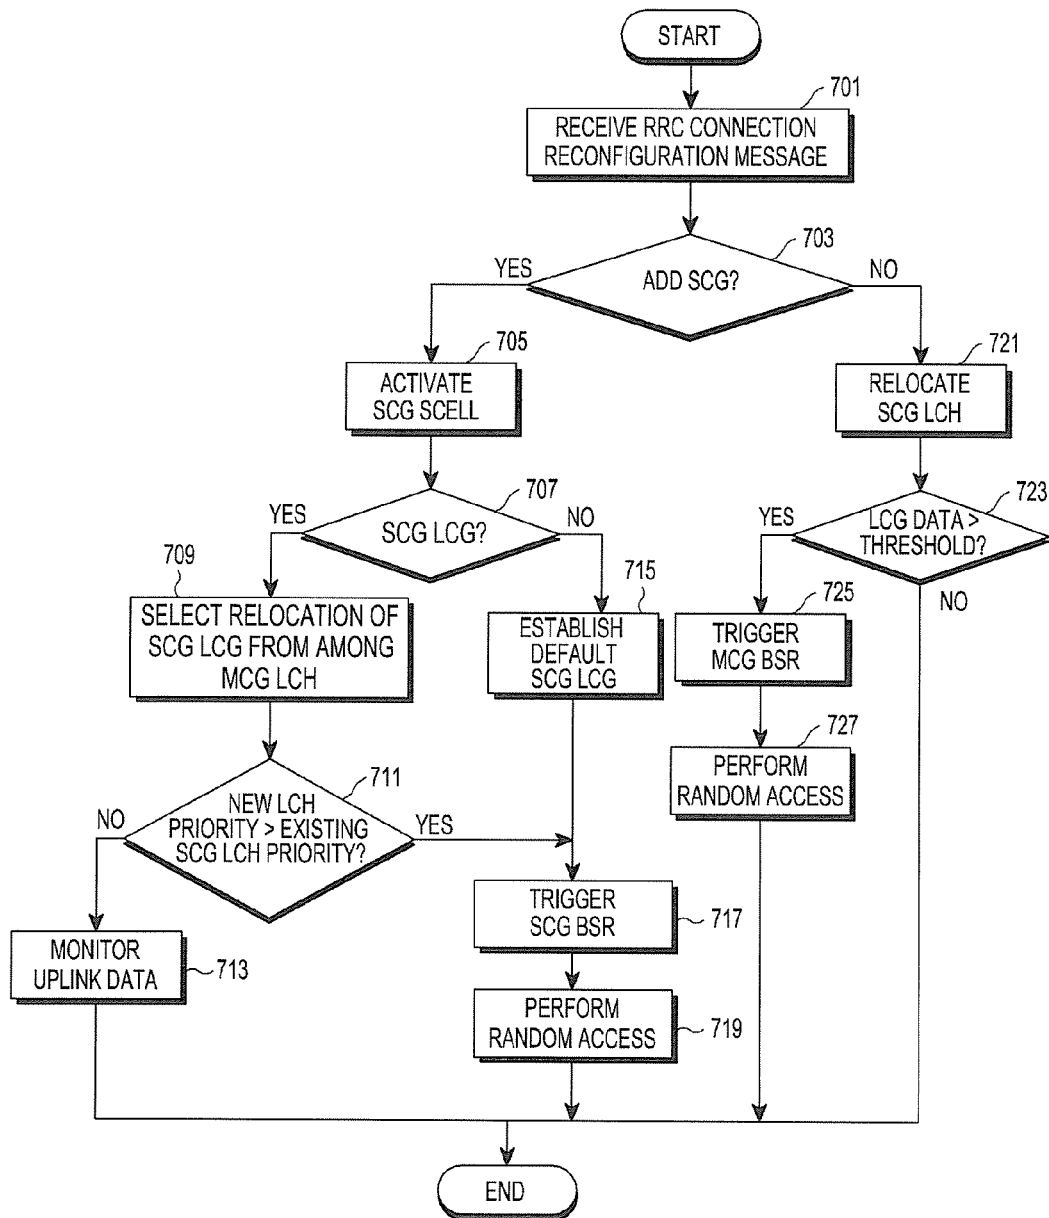 START
701
RECEIVE RRC CONNECTION
RECONFIGURATION MESSAGE
703
YES
ADD SCG?
NO
705
ACTIVATE
SCG SCELL
721
RELOCATE
SCG LCH
707
YES
SCG LCG?
NO
723
YES
LCG DATA >
THRESHOLD?
NO
709
SELECT RELOCATION OF
SCG LCG FROM AMONG
MCG LCH
715
ESTABLISH
DEFAULT
SCG LCG
725
TRIGGER
MCG BSR
727
PERFORM
RANDOM ACCESS
711
NO
NEW LCH
PRIORITY > EXISTING
SCG LCH PRIORITY?
YES
TRIGGER
SCG BSR
717
MONITOR
UPLINK DATA
713
PERFORM
RANDOM ACCESS
719
END